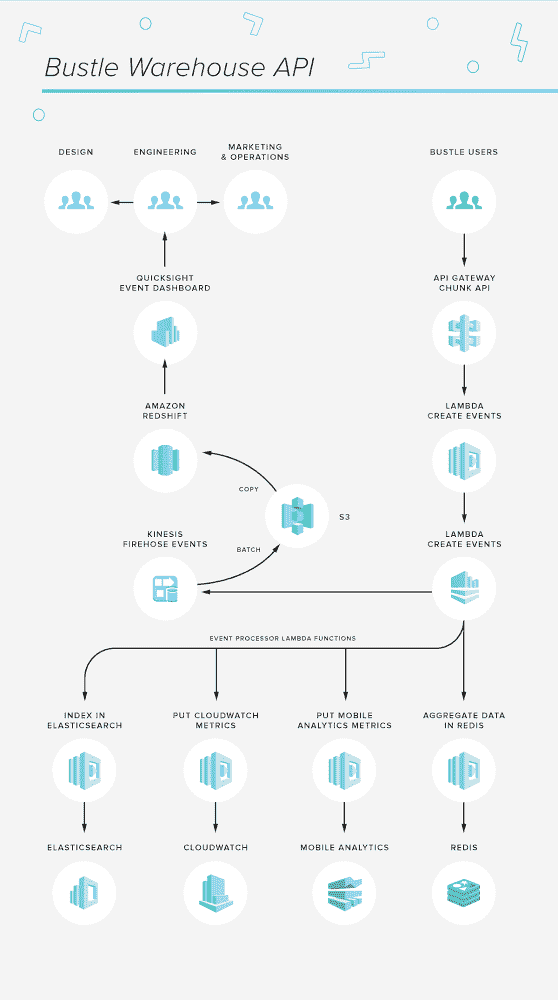 Bustle Warehouse API
DESIGN
ENGINEERING
MARKETING
& OPERATIONS
BUSTLE USERS
QUICKSIGHT
EVENT DASHBOARD
API GATEWAY
CHUNK API
AMAZON
REDSHIFT
LAMBDA
CREATE EVENTS
COPY
S3
KINESIS
FIREHOSE EVENTS
BATCH
LAMBDA
CREATE EVENTS
EVENT PROCESSOR LAMBDA FUNCTIONS
INDEX IN
ELASTICSEARCH
PUT CLOUDWATCH
METRICS
PUT MOBILE
ANALYTICS METRICS
AGGREGATE DATA
IN REDIS
ELASTICSEARCH
CLOUDWATCH
MOBILE ANALYTICS
REDIS